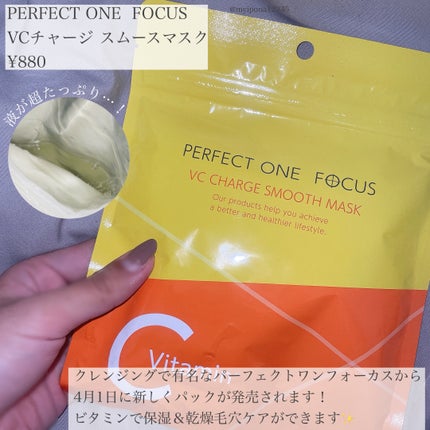 PERFECT ONE FOCUS
VCチャージ スムースマスク
¥880
液が超たっぷり…！
PERFECT ONE FOCUS
VC CHARGE SMOOTH MASK
Our products help you achieve
a better and healthier lifestyle.
C
Vitamin
クレンジングで有名なパーフェクトワンフォーカスから
4月1日に新しくパックが発売されます！
ビタミンで保湿＆乾燥毛穴ケアができます✨